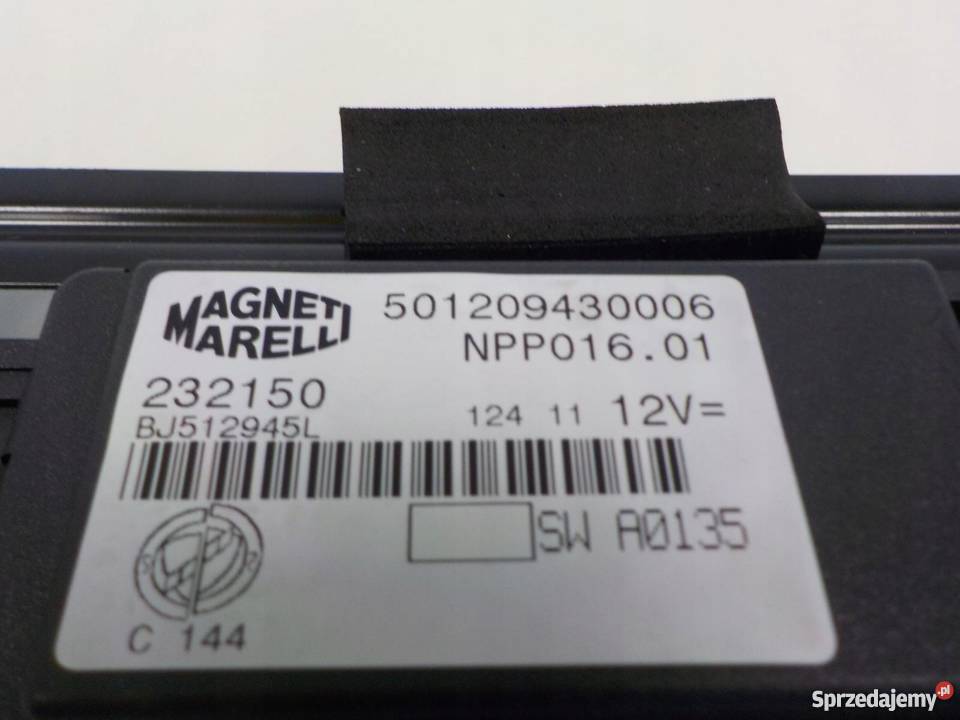 MAGNETI MARELLI
501209430006
NPP016.01
232150
BJ512945L
124 11 12V=
SW A0135
C 144
Sprzedajemy.pl